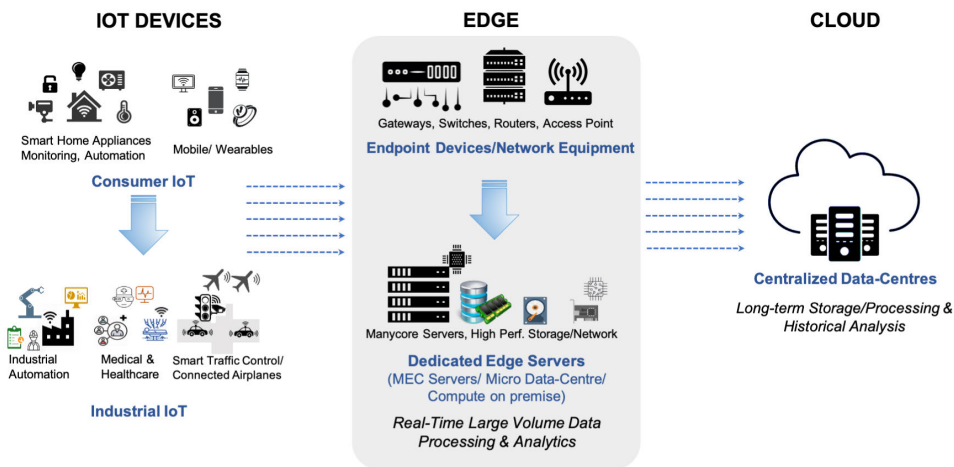 IOT DEVICES
Smart Home Appliances
Monitoring, Automation
Mobile/ Wearables
Consumer IoT
Industrial
Automation
Medical &
Healthcare
Smart Traffic Control/
Connected Airplanes
Industrial IoT
EDGE
Gateways, Switches, Routers, Access Point
Endpoint Devices/Network Equipment
Manycore Servers, High Perf. Storage/Network
Dedicated Edge Servers
(MEC Servers/ Micro Data-Centre/
Compute on premise)
Real-Time Large Volume Data
Processing & Analytics
CLOUD
Centralized Data-Centres
Long-term Storage/Processing &
Historical Analysis